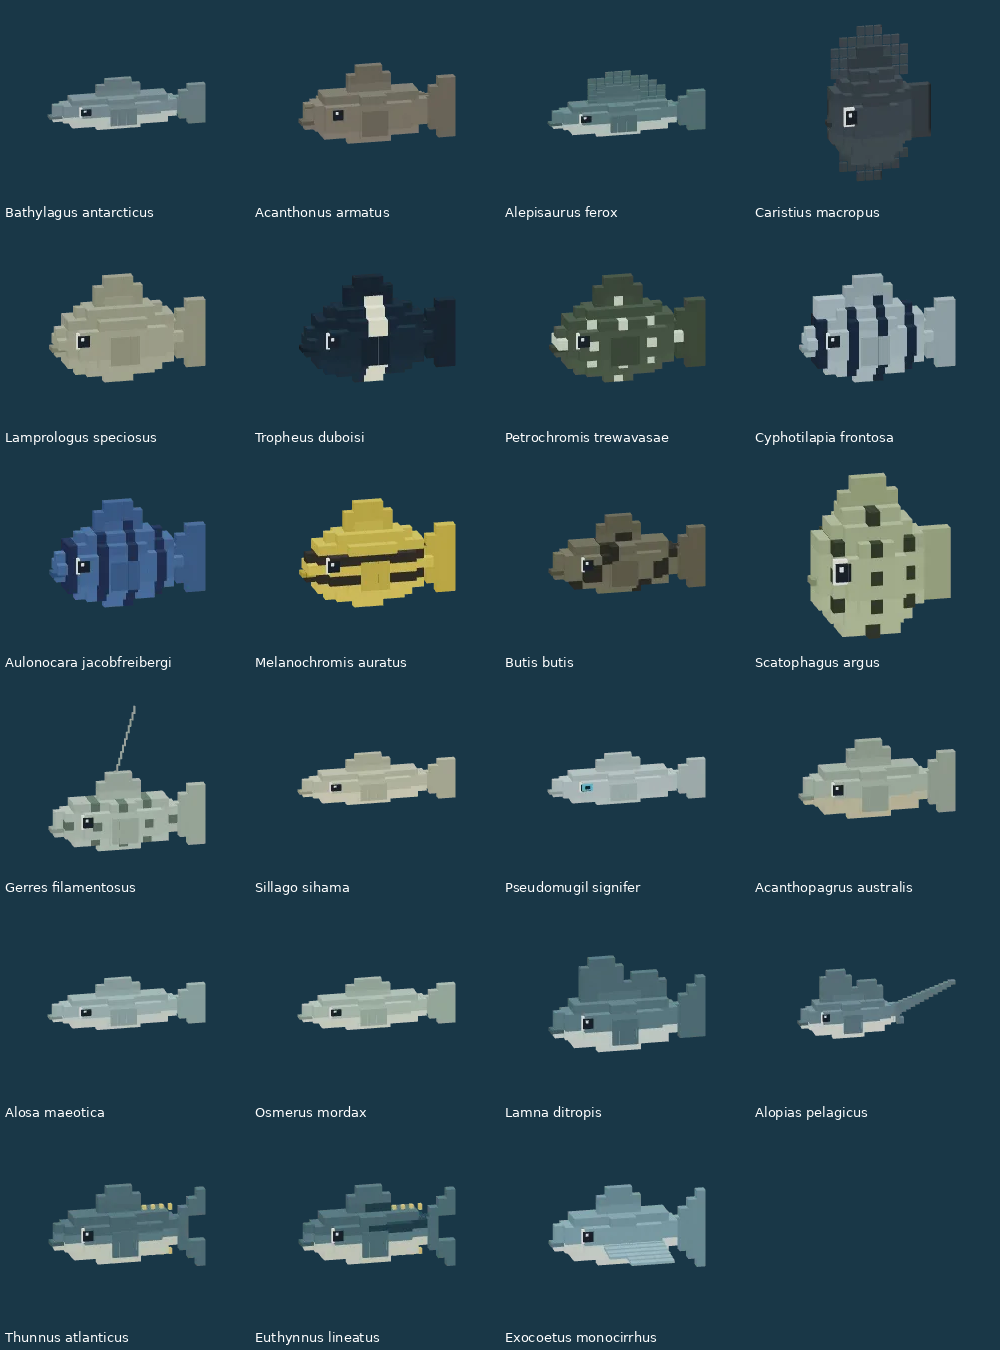 Bathylagus antarcticus
Acanthonus armatus
Alepisaurus ferox
Caristius macropus
Lamprologus speciosus
Tropheus duboisi
Petrochromis trewavasae
Cyphotilapia frontosa
Aulonocara jacobfreibergi
Melanochromis auratus
Butis butis
Scatophagus argus
Gerres filamentosus
Sillago sihama
Pseudomugil signifer
Acanthopagrus australis
Alosa maeotica
Osmerus mordax
Lamna ditropis
Alopias pelagicus
Thunnus atlanticus
Euthynnus lineatus
Exocoetus monocirrhus